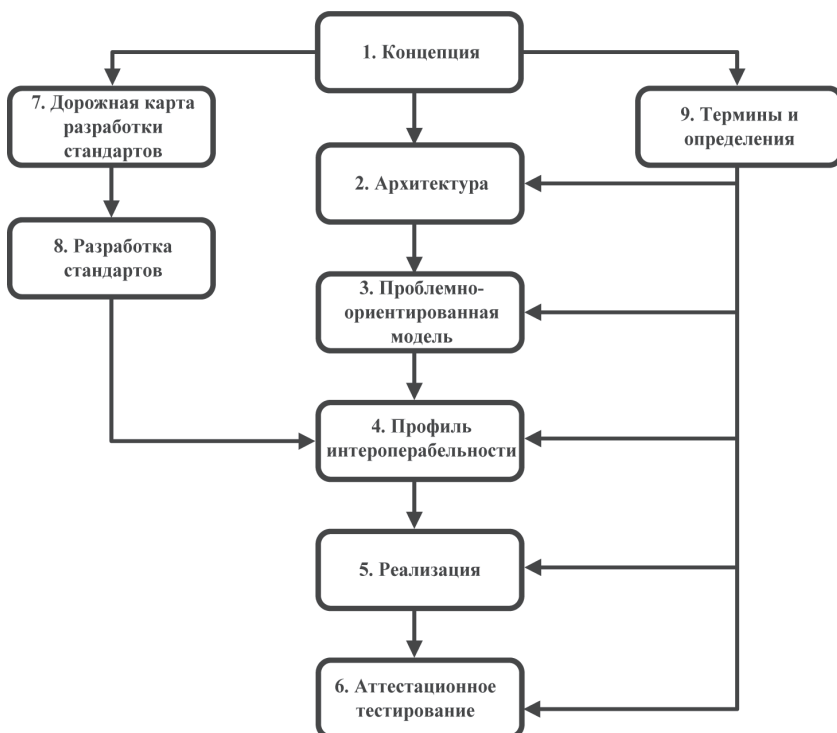 1. Концепция
7. Дорожная карта
разработки
стандартов
9. Термины и
определения
2. Архитектура
8. Разработка
стандартов
3. Проблемно-
ориентированная
модель
4. Профиль
интероперабельности
5. Реализация
6. Аттестационное
тестирование